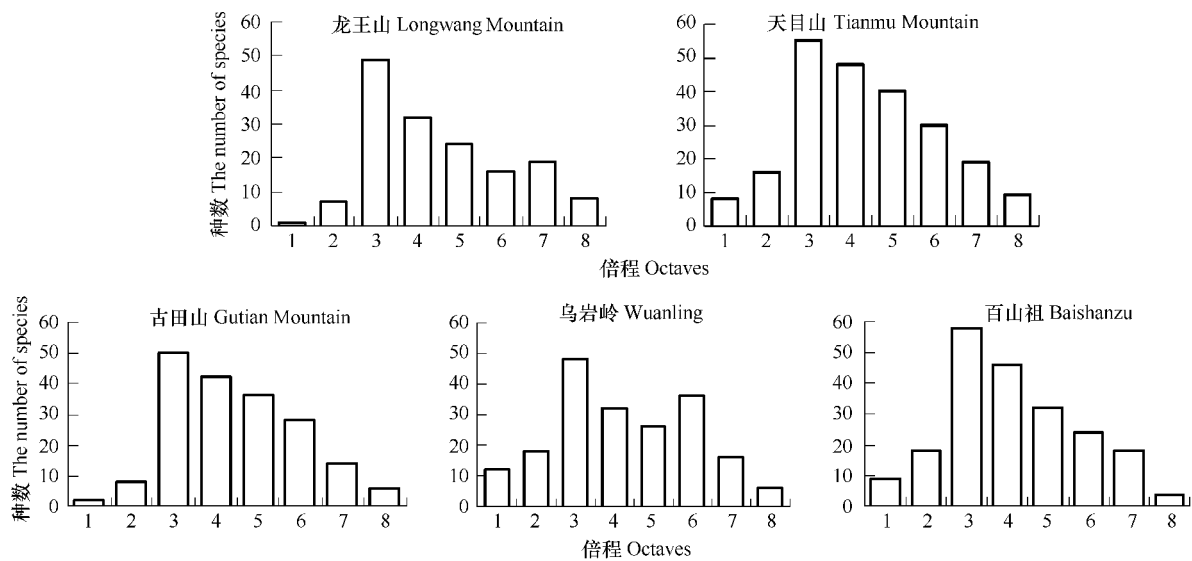 龙王山 Longwang Mountain
种数 The number of species
60
50
40
30
20
10
0
1 2 3 4 5 6 7 8
天目山 Tianmu Mountain
60
50
40
30
20
10
0
1 2 3 4 5 6 7 8
倍程 Octaves
古田山 Gutian Mountain
种数 The number of species
60
50
40
30
20
10
0
1 2 3 4 5 6 7 8
乌岩岭 Wuanling
60
50
40
30
20
10
0
1 2 3 4 5 6 7 8
百山祖 Baishanzu
60
50
40
30
20
10
0
1 2 3 4 5 6 7 8
倍程 Octaves